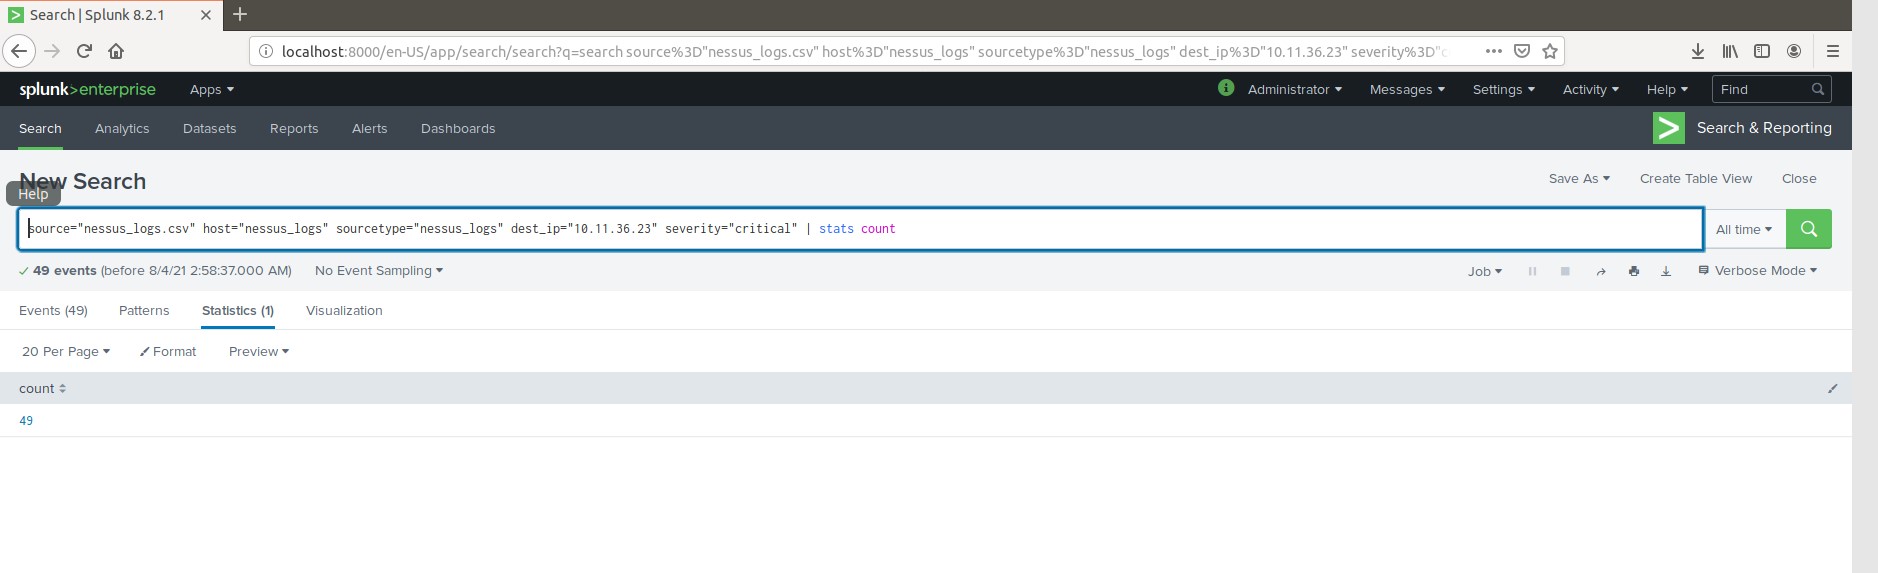 Search | Splunk 8.2.1
localhost:8000/en-US/app/search/search?q=search source%3D"nessus_logs.csv" host%3D"nessus_logs" sourcetype%3D"nessus_logs" dest_ip%3D"10.11.36.23" severity%3D"c
splunk>enterprise Apps Administrator Messages Settings Activity Help Find
Search Analytics Datasets Reports Alerts Dashboards Search & Reporting
New Search Save As Create Table View Close
Help
source="nessus_logs.csv" host="nessus_logs" sourcetype="nessus_logs" dest_ip="10.11.36.23" severity="critical" | stats count All time
49 events (before 8/4/21 2:58:37.000 AM) No Event Sampling Job Verbose Mode
Events (49) Patterns Statistics (1) Visualization
20 Per Page Format Preview
count
49